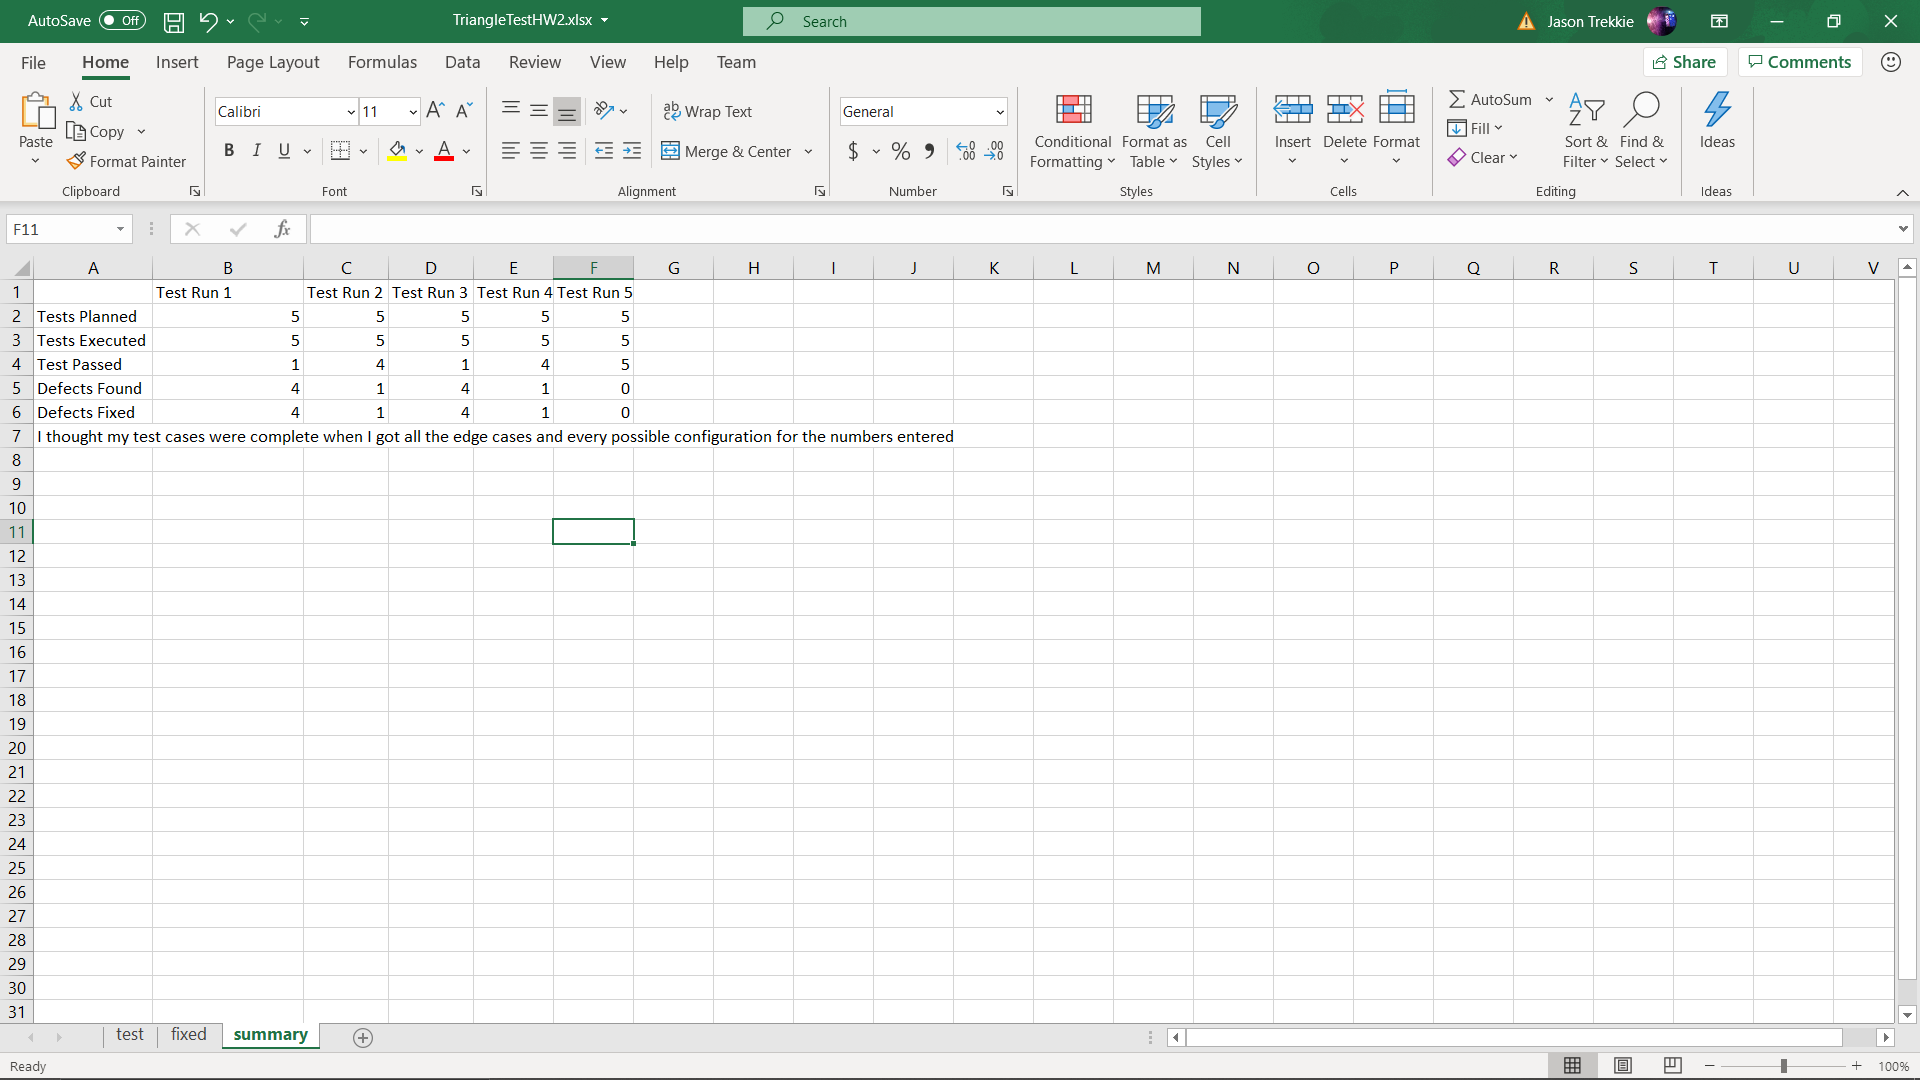 AutoSave Off TriangleTestHW2.xlsx Search Jason Trekkie
File Home Insert Page Layout Formulas Data Review View Help Team Share Comments
Paste Cut Copy Format Painter Clipboard
Calibri 11 B I U A Font
ab Wrap Text Merge & Center Alignment
General $ % Number
Conditional Formatting Format as Table Cell Styles Styles
Insert Delete Format Cells
AutoSum Fill Clear Sort & Filter Find & Select Editing
Ideas Ideas
F11 fx
A B C D E F G H I J K L M N O P Q R S T U V
1 Test Run 1 Test Run 2 Test Run 3 Test Run 4 Test Run 5
2 Tests Planned 5 5 5 5 5
3 Tests Executed 5 5 5 5 5
4 Test Passed 1 4 1 4 5
5 Defects Found 4 1 4 1 0
6 Defects Fixed 4 1 4 1 0
7 I thought my test cases were complete when I got all the edge cases and every possible configuration for the numbers entered
8
9
10
11
12
13
14
15
16
17
18
19
20
21
22
23
24
25
26
27
28
29
30
31
test fixed summary
Ready 100%